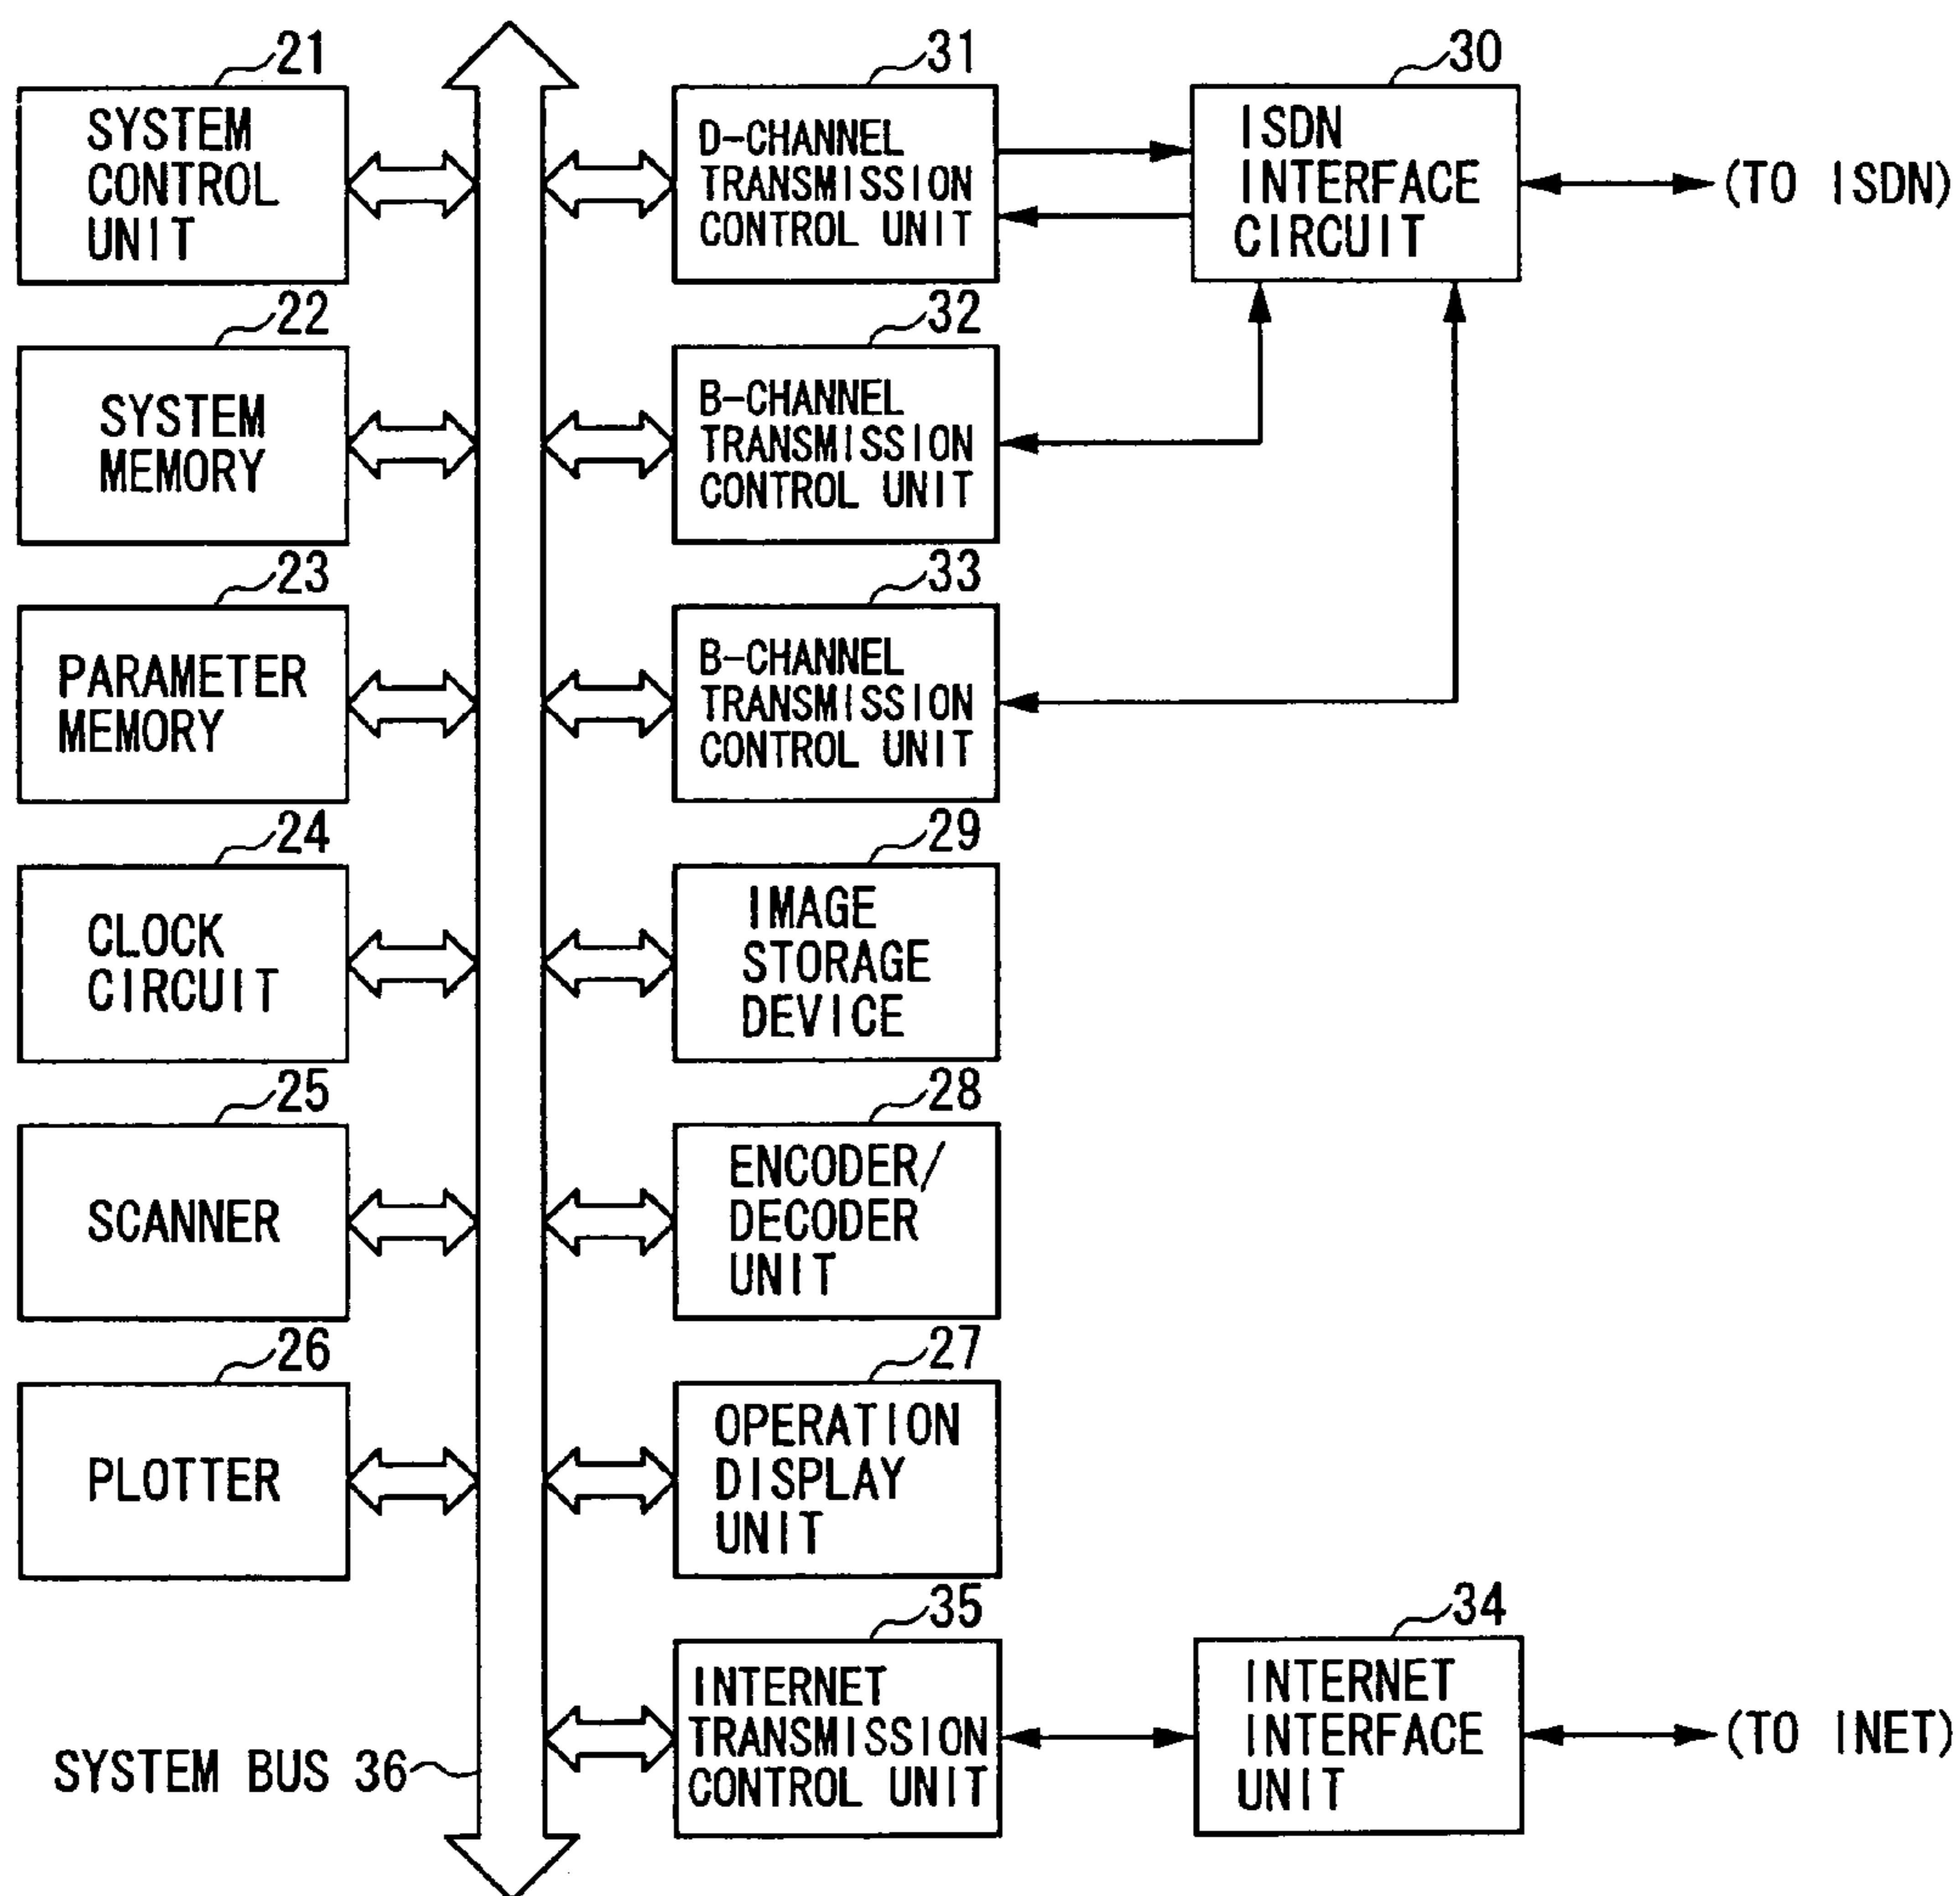 21
SYSTEM
CONTROL
UNIT
22
SYSTEM
MEMORY
23
PARAMETER
MEMORY
24
CLOCK
CIRCUIT
25
SCANNER
26
PLOTTER
SYSTEM BUS 36
31
D-CHANNEL
TRANSMISSION
CONTROL UNIT
32
B-CHANNEL
TRANSMISSION
CONTROL UNIT
33
B-CHANNEL
TRANSMISSION
CONTROL UNIT
29
IMAGE
STORAGE
DEVICE
28
ENCODER/
DECODER
UNIT
27
OPERATION
DISPLAY
UNIT
35
INTERNET
TRANSMISSION
CONTROL UNIT
30
ISDN
INTERFACE
CIRCUIT
(TO ISDN)
34
INTERNET
INTERFACE
UNIT
(TO INET)